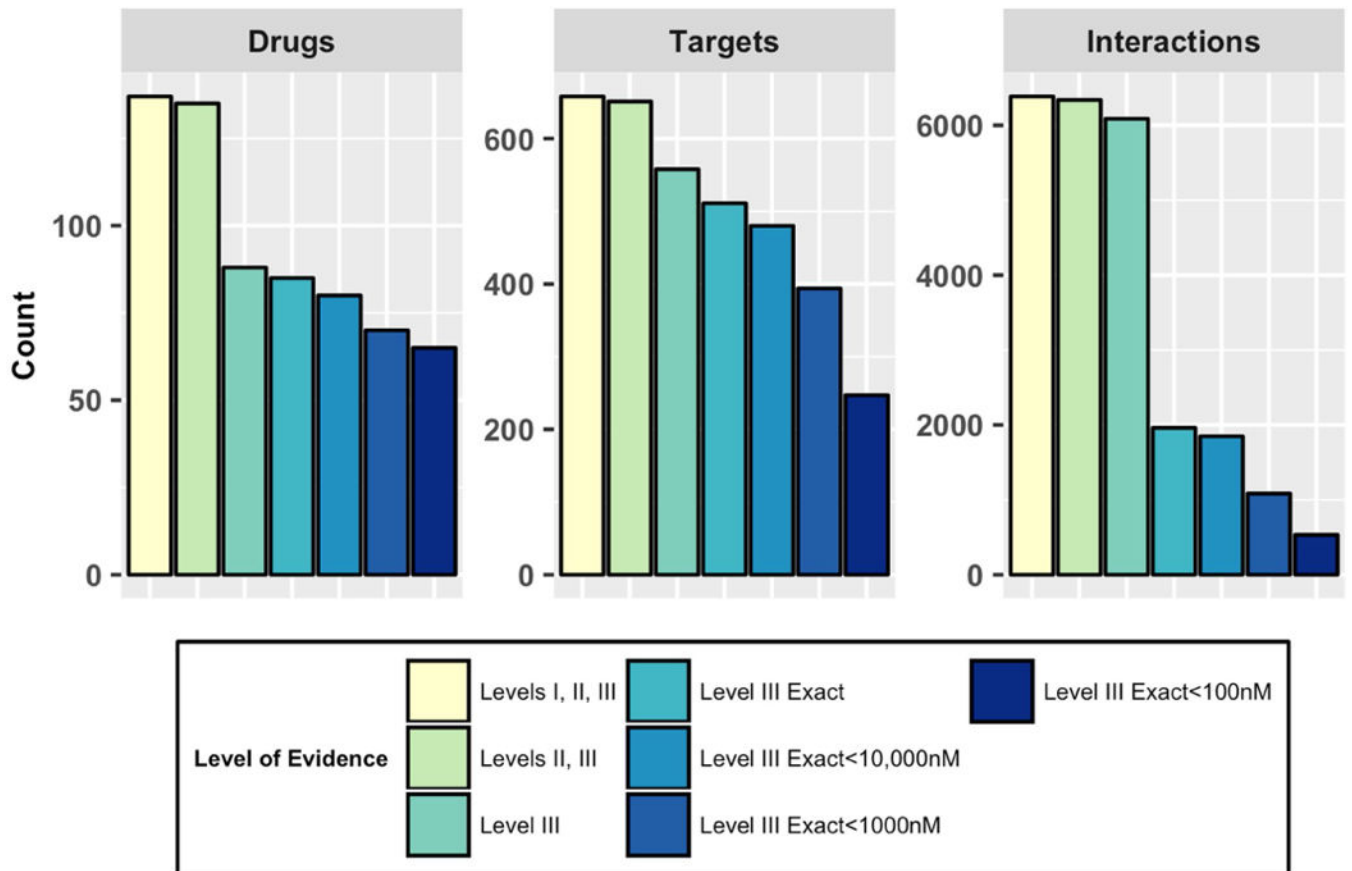 Drugs
Targets
Interactions
Count
100
50
0
600
400
200
0
6000
4000
2000
0
Level of Evidence
Levels I, II, III
Levels II, III
Level III
Level III Exact
Level III Exact<10,000nM
Level III Exact<1000nM
Level III Exact<100nM